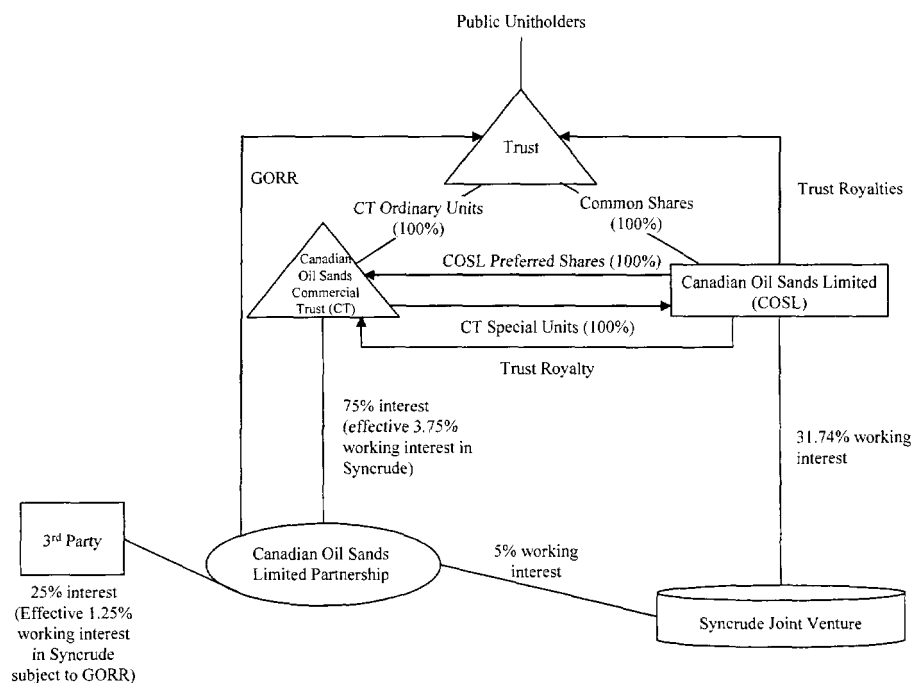 Public Unitholders
Trust
GORR
Trust Royalties
CT Ordinary Units
(100%)
Common Shares
(100%)
Canadian
Oil Sands
Commercial
Trust (CT)
COSL Preferred Shares (100%)
Canadian Oil Sands Limited
(COSL)
CT Special Units (100%)
Trust Royalty
75% interest
(effective 3.75%
working interest in
Syncrude)
31.74% working
interest
3rd Party
Canadian Oil Sands
Limited Partnership
5% working
interest
25% interest
(Effective 1.25%
working interest
in Syncrude
subject to GORR)
Syncrude Joint Venture